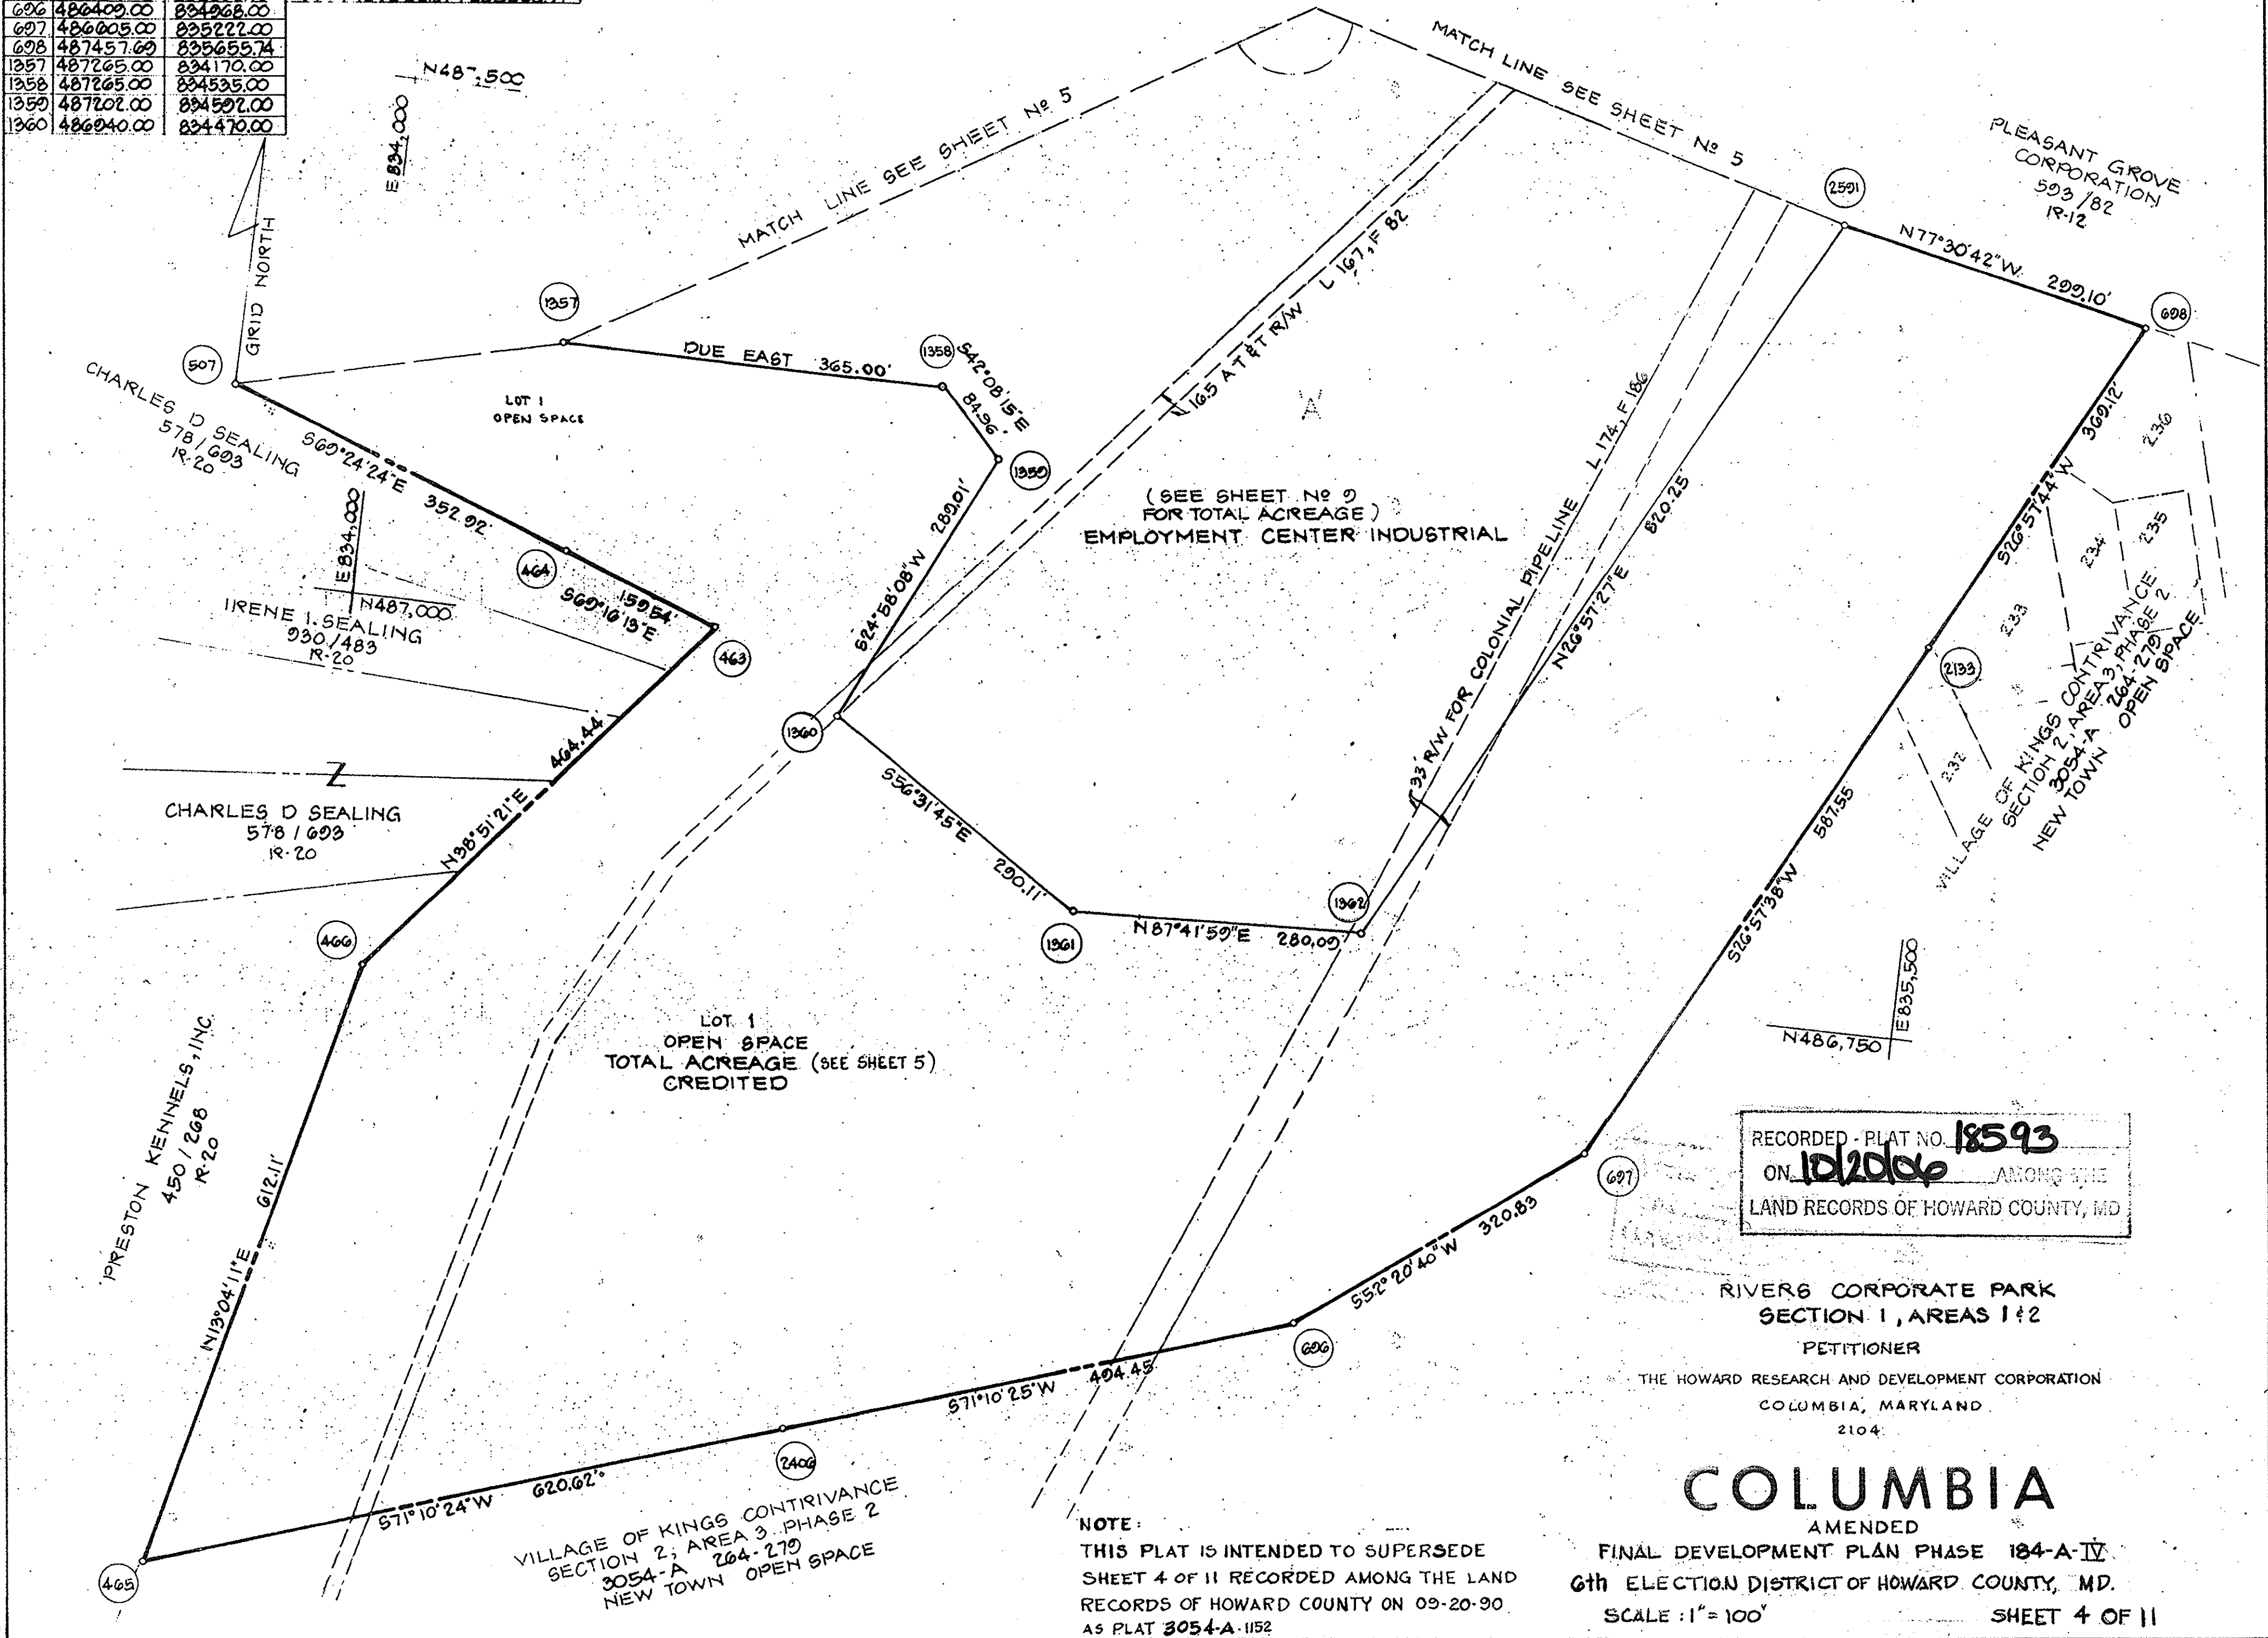 696 486409.00 834968.00
697 486605.00 835222.00
698 487457.69 835655.74
1357 487265.00 834170.00
1358 487265.00 834535.00
1359 487202.00 834592.00
1360 486940.00 834470.00
N487,500
E 834,000
GRID NORTH
MATCH LINE SEE SHEET Nº 5
MATCH LINE SEE SHEET Nº 5
PLEASANT GROVE
CORPORATION
593 / 82
R-12
2591
N77°30'42"W 299.10'
698
1357
DUE EAST 365.00'
1358
S42°08'15"E
84.96'
1359
507
LOT 1
OPEN SPACE
CHARLES D SEALING
578 / 693
R-20
S69°24'24"E 352.92'
16.5 AT&T R/W L 167, F 82
'A'
L 174, F 186
33' R/W FOR COLONIAL PIPELINE
820.25'
N26°57'27"E
369.12'
S26°57'44"W
236
235
234
233
232
(SEE SHEET Nº 9
FOR TOTAL ACREAGE)
EMPLOYMENT CENTER INDUSTRIAL
289.01'
S24°58'08"W
464
159.54'
S69°16'13"E
463
E 834,000
N487,000
IRENE I. SEALING
930 / 483
R-20
1360
464.44'
N38°51'21"E
Z
CHARLES D SEALING
578 / 693
R-20
S56°31'45"E
290.11'
1361
N87°41'59"E 280.09
1362
2133
VILLAGE OF KINGS CONTRIVANCE
SECTION 2, AREA 3, PHASE 2
3054-A 264-279
NEW TOWN OPEN SPACE
587.55
S26°57'38"W
466
E 835,500
N486,750
PRESTON KENNELS, INC.
450 / 268
R-20
612.11'
N13°04'11"E
LOT 1
OPEN SPACE
TOTAL ACREAGE (SEE SHEET 5)
CREDITED
RECORDED - PLAT NO. 18593
ON 10/20/06 AMONG THE
LAND RECORDS OF HOWARD COUNTY, MD
697
S52°20'40"W 320.83
696
S71°10'25"W 494.45
2406
S71°10'24"W 620.62'
465
VILLAGE OF KINGS CONTRIVANCE
SECTION 2, AREA 3 PHASE 2
3054-A 264-279
NEW TOWN OPEN SPACE
NOTE:
THIS PLAT IS INTENDED TO SUPERSEDE
SHEET 4 OF 11 RECORDED AMONG THE LAND
RECORDS OF HOWARD COUNTY ON 09-20-90
AS PLAT 3054-A-1152
RIVERS CORPORATE PARK
SECTION 1, AREAS 1 & 2
PETITIONER
THE HOWARD RESEARCH AND DEVELOPMENT CORPORATION
COLUMBIA, MARYLAND
2104
COLUMBIA
AMENDED
FINAL DEVELOPMENT PLAN PHASE 184-A-IV
6th ELECTION DISTRICT OF HOWARD COUNTY, MD.
SCALE : 1" = 100'
SHEET 4 OF 11